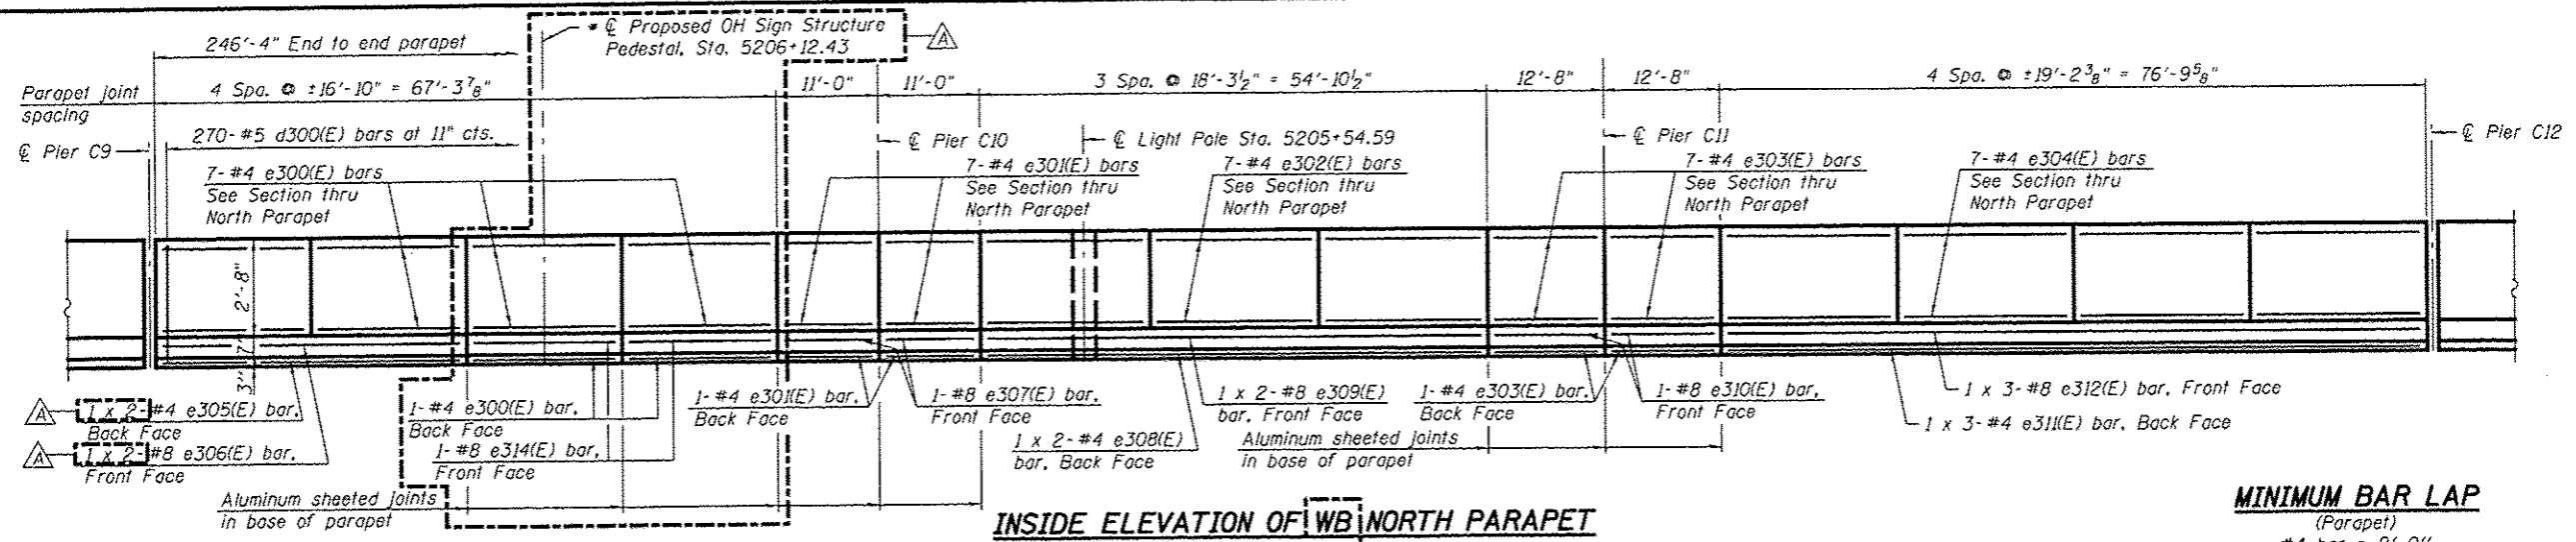 * ℄ Proposed OH Sign Structure
Pedestal, Sta. 5206+12.43
A
246'-4" End to end parapet
Parapet joint
spacing
4 Spa. @ ±16'-10" = 67'-3⅞"
11'-0"
11'-0"
3 Spa. @ 18'-3½" = 54'-10½"
12'-8"
12'-8"
4 Spa. @ ±19'-2⅜" = 76'-9⅝"
℄ Pier C9
270-#5 d300(E) bars at 11" cts.
℄ Pier C10
℄ Light Pole Sta. 5205+54.59
℄ Pier C11
℄ Pier C12
7-#4 e300(E) bars
See Section thru
North Parapet
7-#4 e301(E) bars
See Section thru
North Parapet
7-#4 e302(E) bars
See Section thru
North Parapet
7-#4 e303(E) bars
See Section thru
North Parapet
7-#4 e304(E) bars
See Section thru
North Parapet
2'-8"
7"
3"
A
1 x 2-#4 e305(E) bar,
Back Face
A
1 x 2-#8 e306(E) bar,
Front Face
1-#4 e300(E) bar,
Back Face
1-#8 e314(E) bar,
Front Face
1-#4 e301(E) bar,
Back Face
1-#8 e307(E) bar,
Front Face
1 x 2-#4 e308(E)
bar, Back Face
1 x 2-#8 e309(E)
bar, Front Face
1-#4 e303(E) bar,
Back Face
1-#8 e310(E) bar,
Front Face
1 x 3-#8 e312(E) bar, Front Face
1 x 3-#4 e311(E) bar, Back Face
Aluminum sheeted joints
in base of parapet
Aluminum sheeted joints
in base of parapet
INSIDE ELEVATION OF WB NORTH PARAPET
MINIMUM BAR LAP
(Parapet)